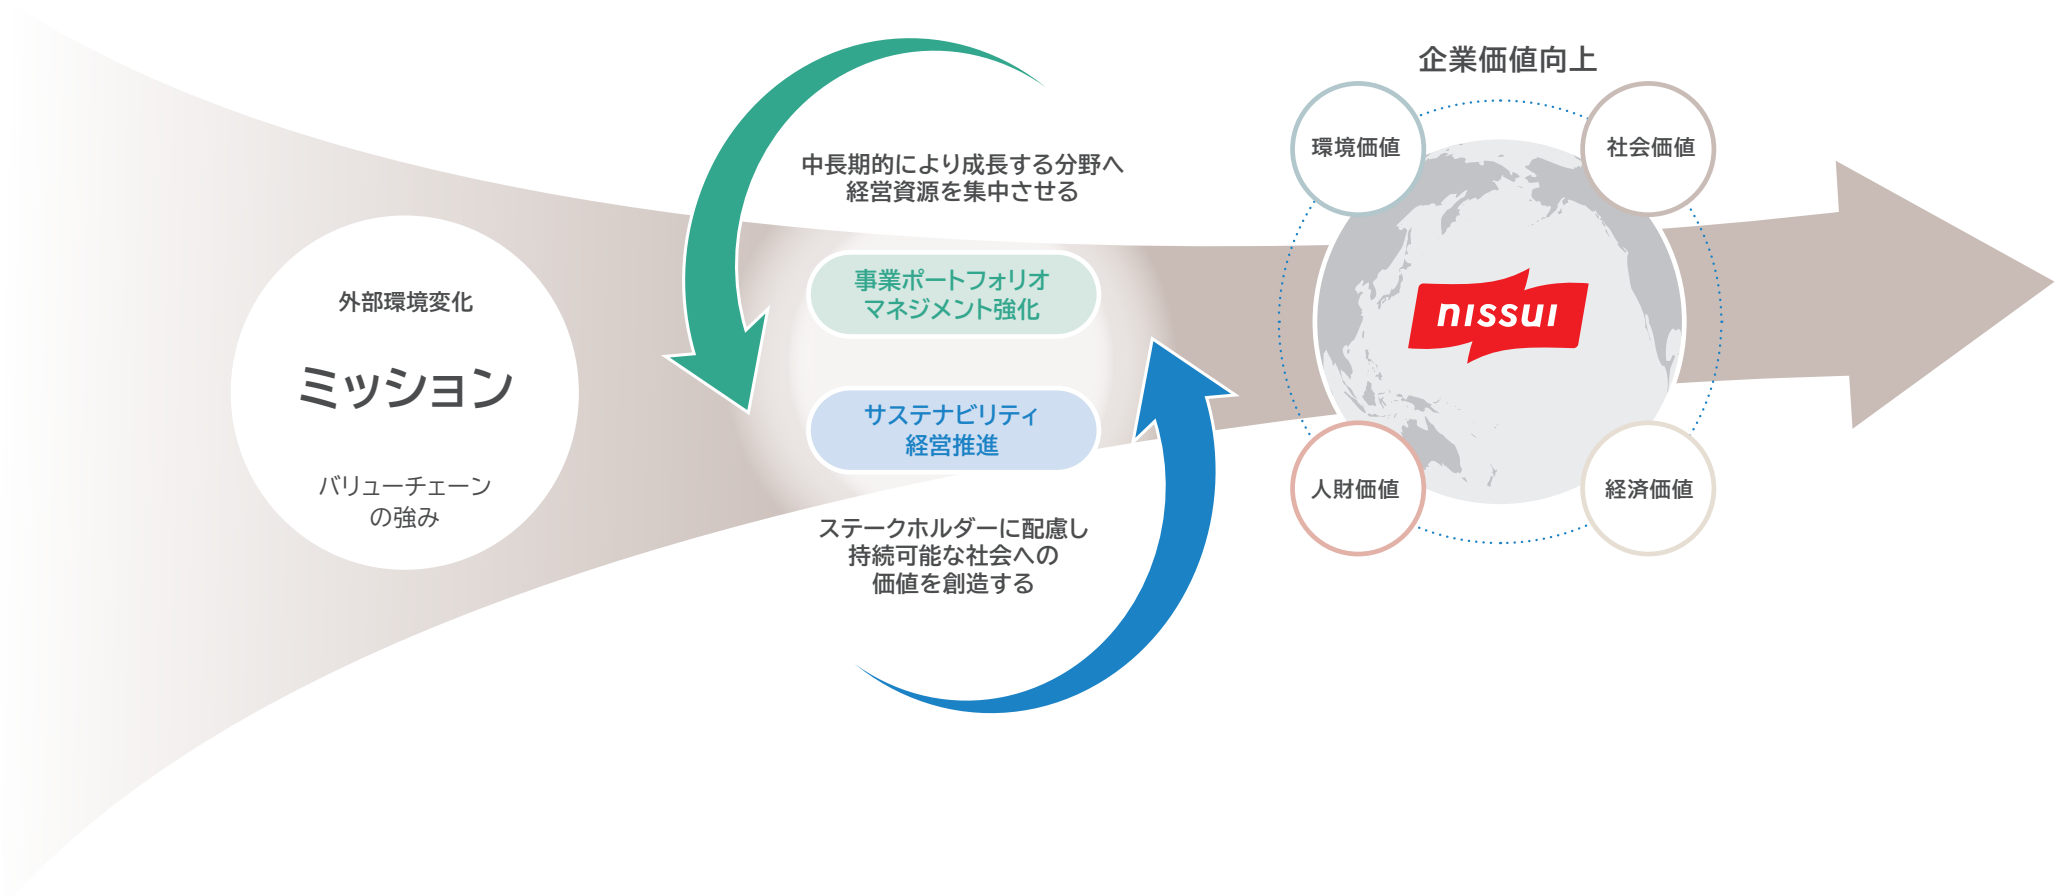 外部環境変化
ミッション
バリューチェーン
の強み
中長期的により成長する分野へ
経営資源を集中させる
事業ポートフォリオ
マネジメント強化
サステナビリティ
経営推進
ステークホルダーに配慮し
持続可能な社会への
価値を創造する
企業価値向上
環境価値
社会価値
nissui
人財価値
経済価値